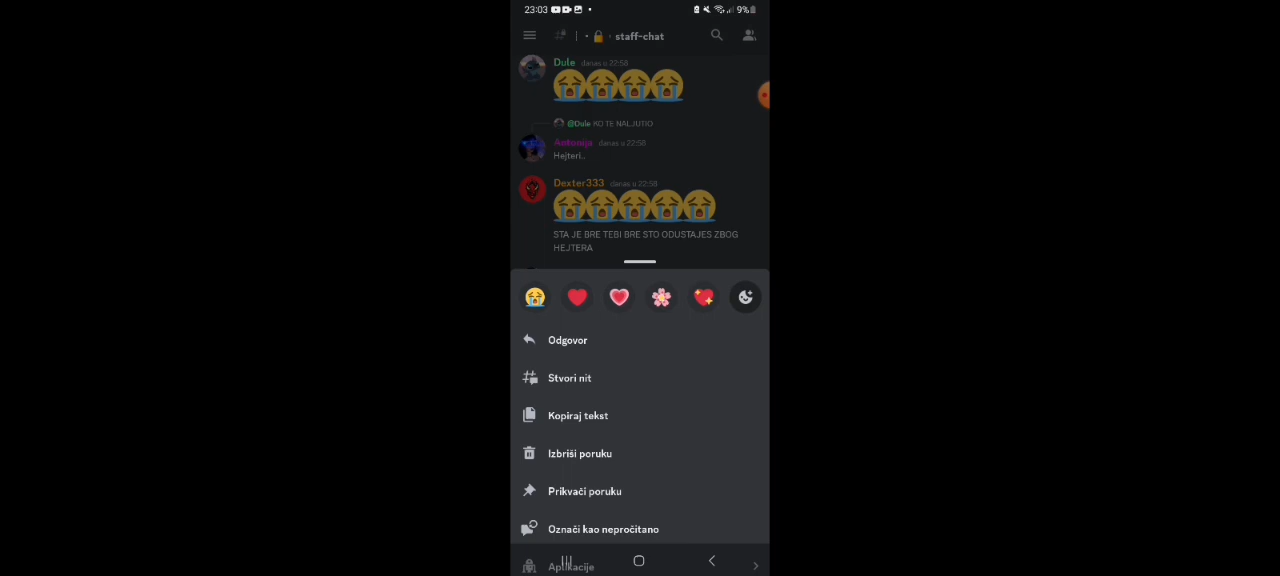 23:03 9%
staff-chat
Dule danas u 22:58
@Dule KO TE NALJUTIO
Antonija danas u 22:58
Hejteri..
Dexter333 danas u 22:58
STA JE BRE TEBI BRE STO ODUSTAJES ZBOG
HEJTERA
Odgovor
Stvori nit
Kopiraj tekst
Izbriši poruku
Prikvači poruku
Označi kao nepročitano
Aplikacije